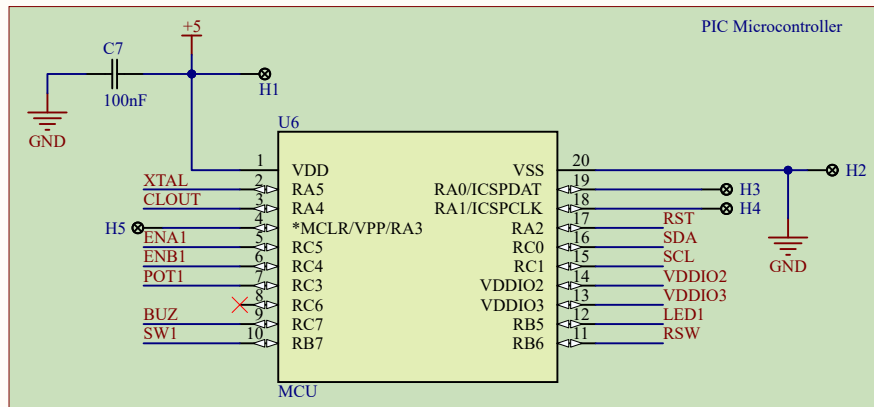 PIC Microcontroller
+5
C7
100nF
H1
GND
U6
1 VDD VSS 20
H2
XTAL 2 RA5 RA0/ICSPDAT 19 H3
CLOUT 3 RA4 RA1/ICSPCLK 18 H4
H5 4 *MCLR/VPP/RA3 RA2 17 RST
ENA1 5 RC5 RC0 16 SDA
ENB1 6 RC4 RC1 15 SCL
GND
POT1 7 RC3 VDDIO2 14 VDDIO2
8 RC6 VDDIO3 13 VDDIO3
BUZ 9 RC7 RB5 12 LED1
SW1 10 RB7 RB6 11 RSW
MCU